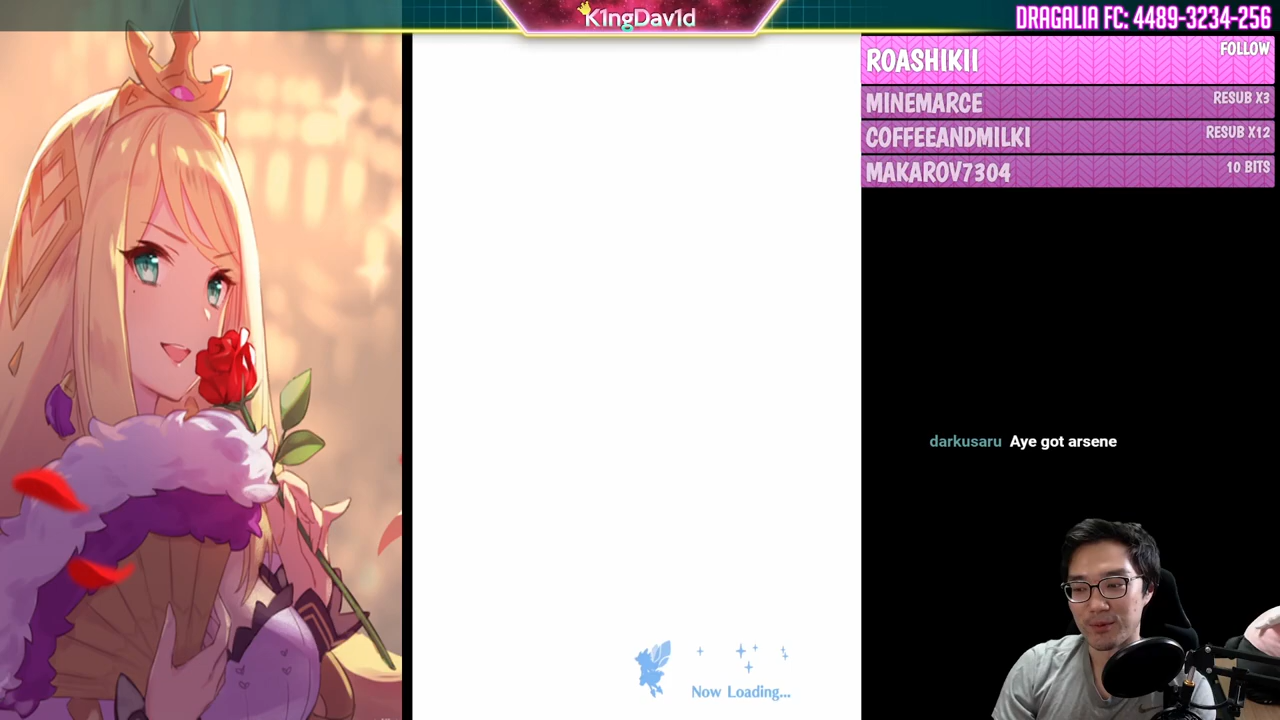 K1ngDav1d
DRAGALIA FC: 4489-3234-256
ROASHIKII FOLLOW
MINEMARCE RESUB X3
COFFEEANDMILKI RESUB X12
MAKAROV7304 10 BITS
darkusaru Aye got arsene
Now Loading...